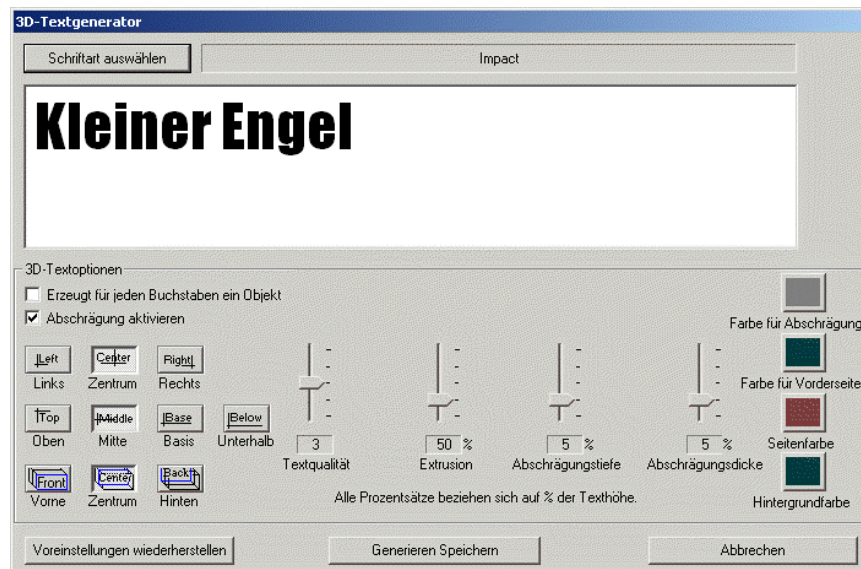 3D-Textgenerator
Schriftart auswählen
Impact
Kleiner Engel
3D-Textoptionen
Erzeugt für jeden Buchstaben ein Objekt
Abschrägung aktivieren
Farbe für Abschrägung
Left
Center
Right
Links
Zentrum
Rechts
Farbe für Vorderseite
Top
Middle
Base
Below
Oben
Mitte
Basis
Unterhalb
3
50 %
5 %
5 %
Seitenfarbe
Textqualität
Extrusion
Abschrägungstiefe
Abschrägungsdicke
Front
Center
Back
Vorne
Zentrum
Hinten
Alle Prozentsätze beziehen sich auf % der Texthöhe.
Hintergrundfarbe
Voreinstellungen wiederherstellen
Generieren Speichern
Abbrechen